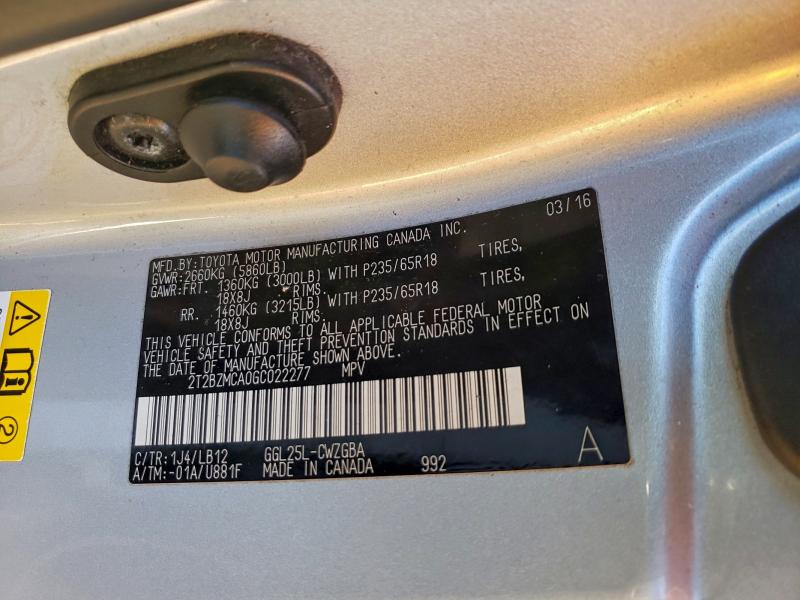 03/16
MFD.BY:TOYOTA MOTOR MANUFACTURING CANADA INC.
GVWR:2660KG (5860LB)
GAWR:FRT. 1360KG (3000LB) WITH P235/65R18 TIRES,
18X8J RIMS.
RR. 1460KG (3215LB) WITH P235/65R18 TIRES,
18X8J RIMS.
THIS VEHICLE CONFORMS TO ALL APPLICABLE FEDERAL MOTOR
VEHICLE SAFETY AND THEFT PREVENTION STANDARDS IN EFFECT ON
THE DATE OF MANUFACTURE SHOWN ABOVE.
2T2BZMCA0GC022277 MPV
C/TR:1J4/LB12 GGL25L-CWZGBA
A/TM:-01A/U881F MADE IN CANADA 992 A
2